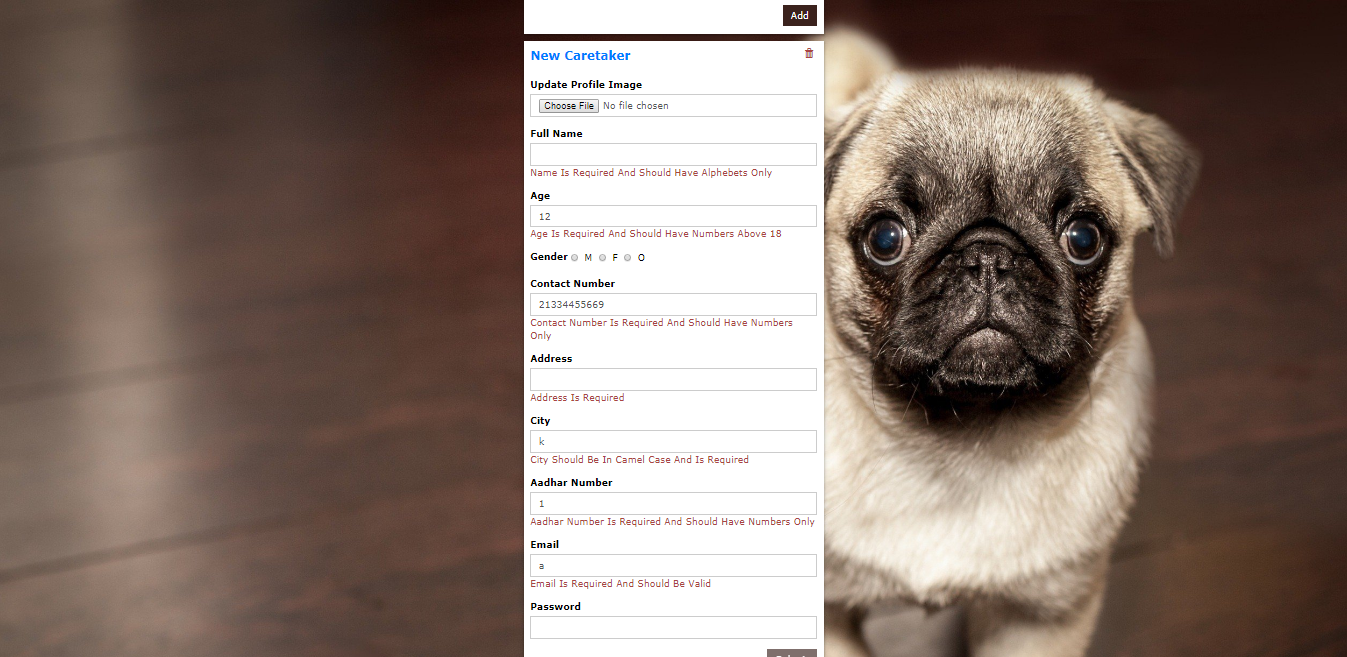 Add
New Caretaker
Update Profile Image
Choose File No file chosen
Full Name
Name Is Required And Should Have Alphebets Only
Age
12
Age Is Required And Should Have Numbers Above 18
Gender M F O
Contact Number
21334455669
Contact Number Is Required And Should Have Numbers
Only
Address
Address Is Required
City
k
City Should Be In Camel Case And Is Required
Aadhar Number
1
Aadhar Number Is Required And Should Have Numbers Only
Email
a
Email Is Required And Should Be Valid
Password